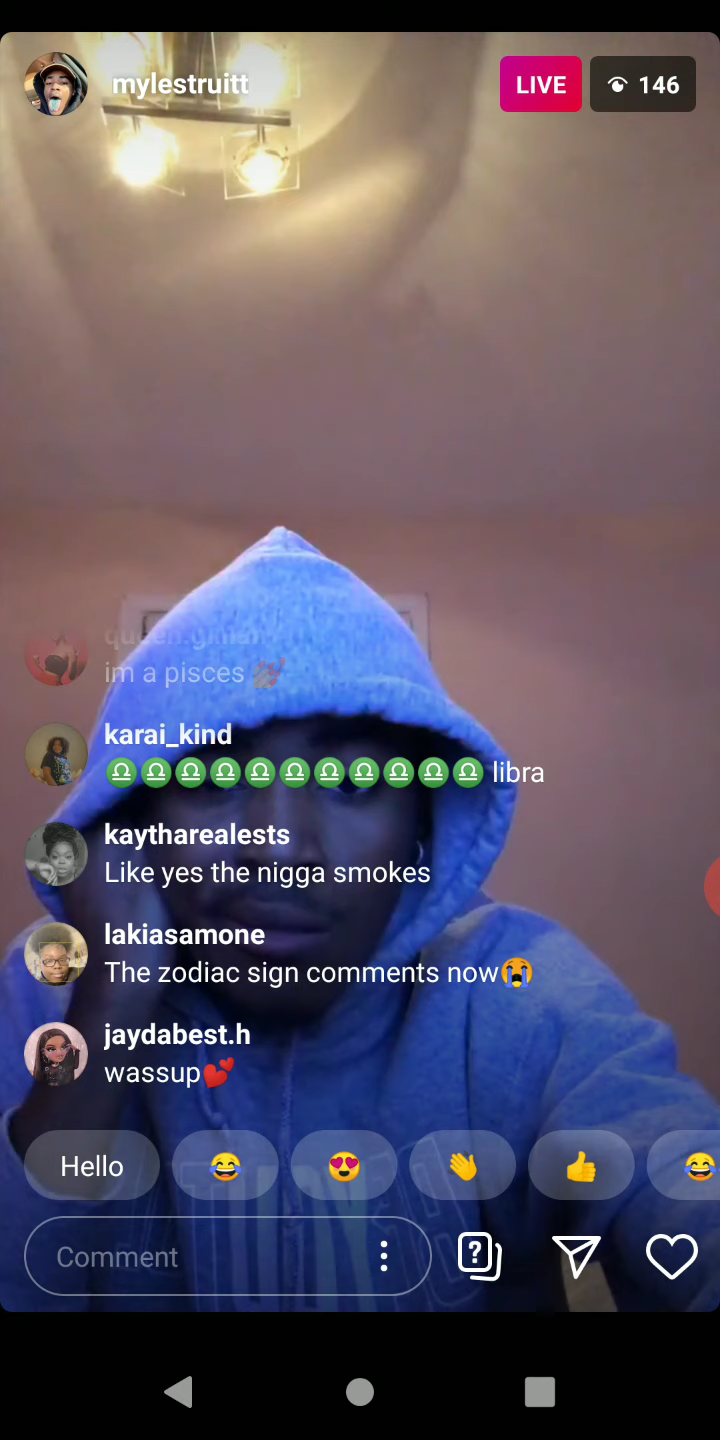 mylestruitt
LIVE
146
im a pisces
karai_kind
♎♎♎♎♎♎♎♎♎♎♎ libra
kaytharealests
Like yes the nigga smokes
lakiasamone
The zodiac sign comments now😭
jaydabest.h
wassup💕
Hello
Comment